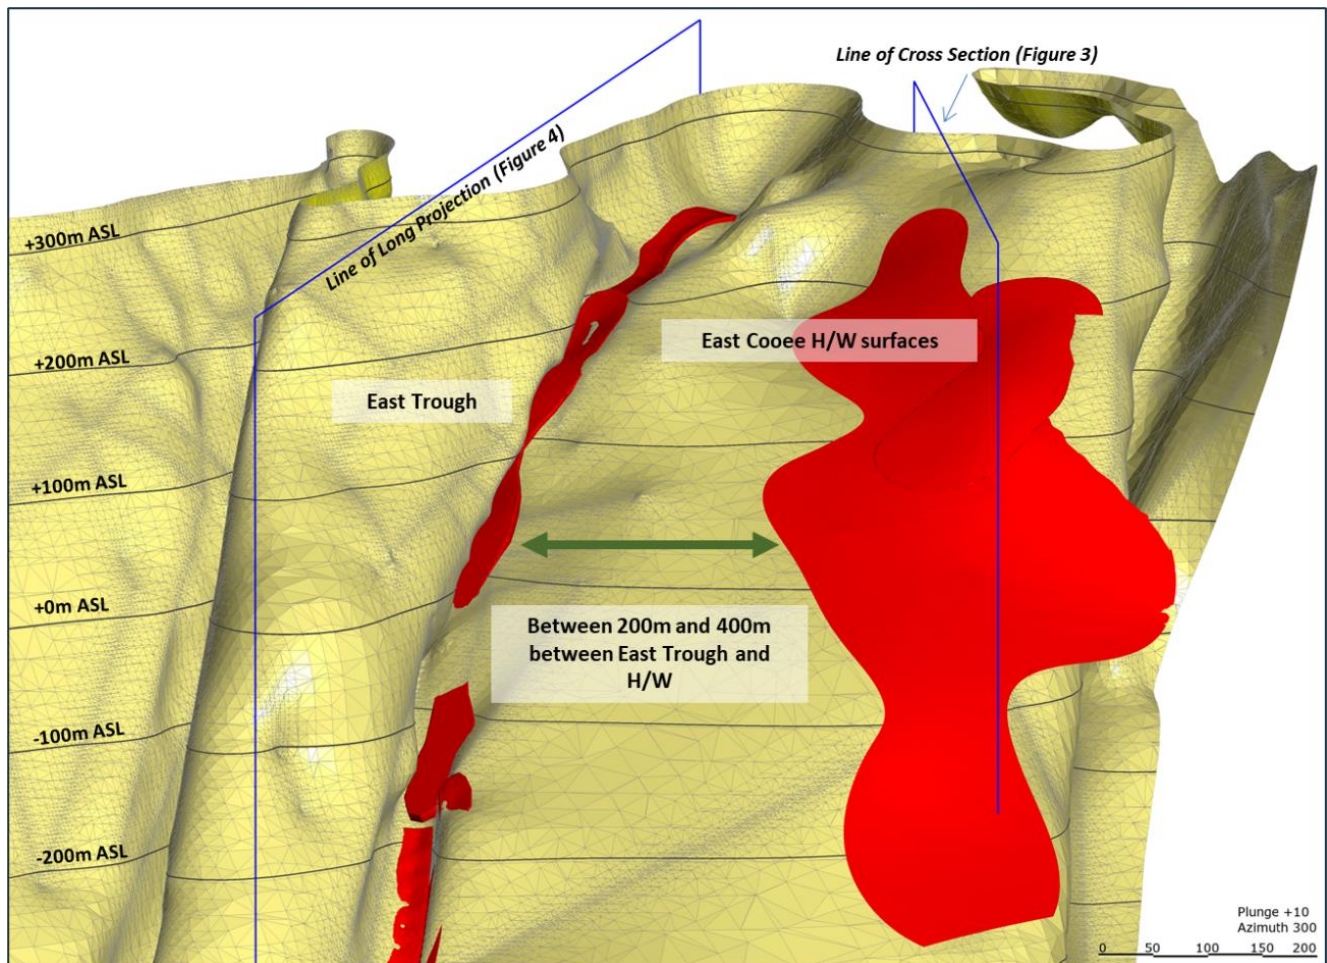 Line of Cross Section (Figure 3)
Line of Long Projection (Figure 4)
+300m ASL
East Cooee H/W surfaces
+200m ASL
East Trough
+100m ASL
+0m ASL
Between 200m and 400m
between East Trough and
H/W
-100m ASL
-200m ASL
Plunge +10
Azimuth 300
0 50 100 150 200